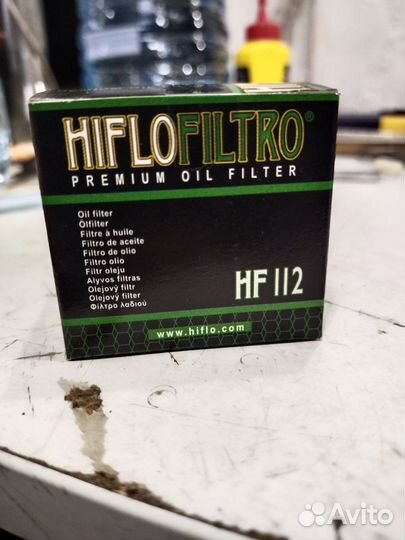 HIFLOFILTRO®
PREMIUM OIL FILTER
Oil filter
Ölfilter
Filtre à huile
Filtro de aceite
Filtro de olio
Filtro olio
Filtr oleju
Alyvos filtras
Olejový filtr
Olejový filter
Φίλτρο λαδιού
HF112
www.hiflo.com
Avito